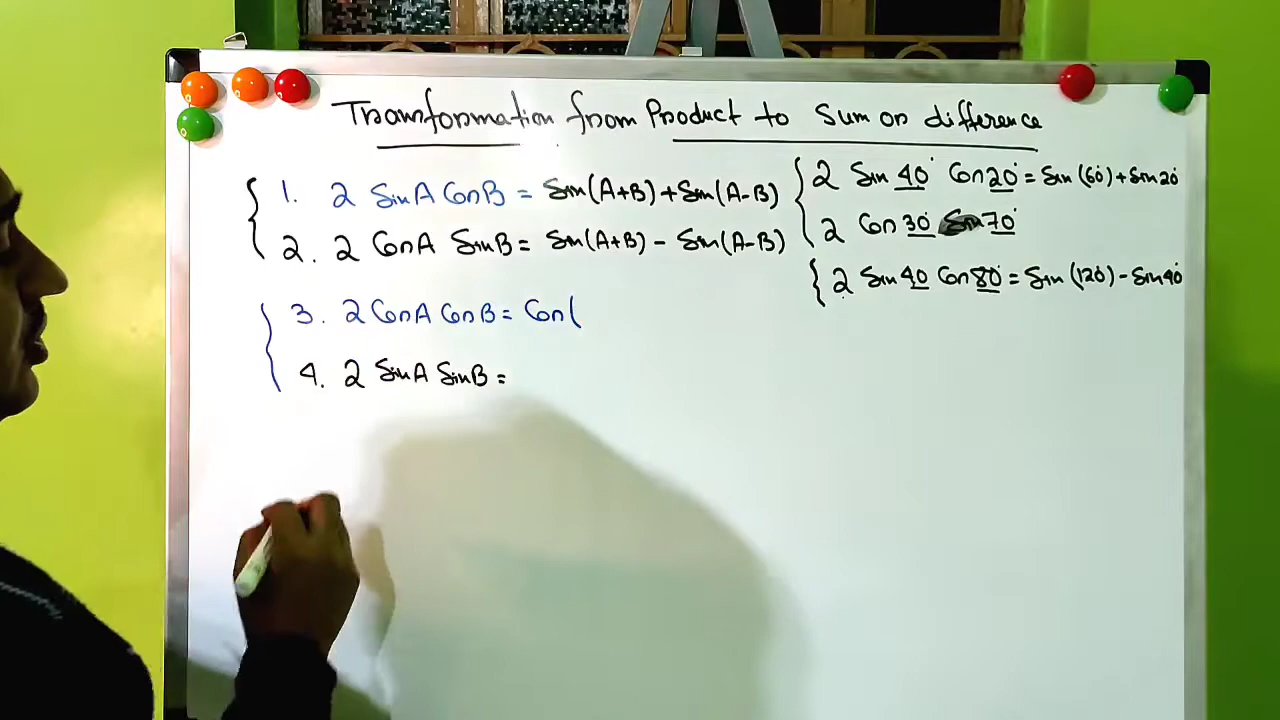 Transformation from Product to Sum or difference
1. 2 SinA CosB = Sin(A+B) + Sin(A-B)
2. 2 CosA SinB = Sin(A+B) - Sin(A-B)
3. 2 CosA CosB = Cos(
4. 2 SinA SinB =
2 Sin 40° Cos 20° = Sin (60°) + Sin 20°
2 Cos 30° Sin 70°
2 Sin 40 Cos 80° = Sin (120°) - Sin 40°